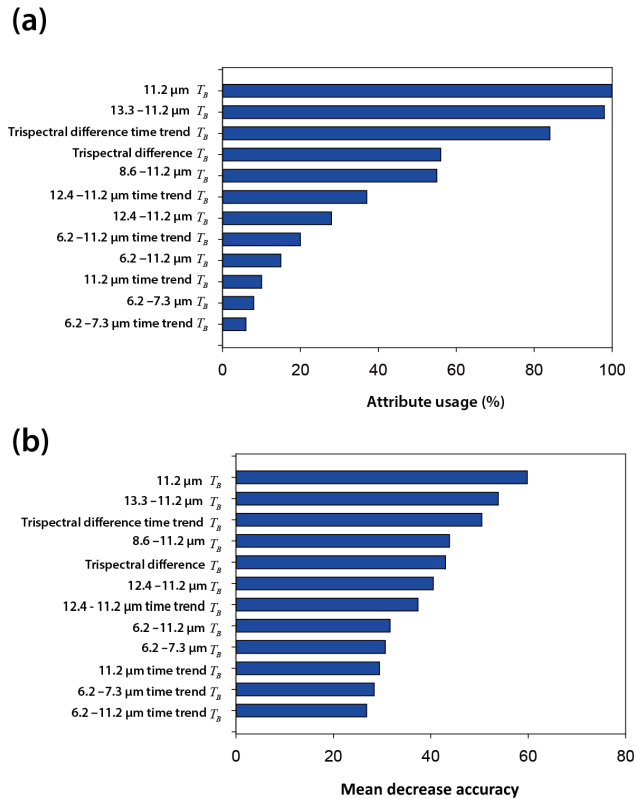 (a)
11.2 μm T_B
13.3 –11.2 μm T_B
Trispectral difference time trend T_B
Trispectral difference T_B
8.6 –11.2 μm T_B
12.4 –11.2 μm time trend T_B
12.4 –11.2 μm T_B
6.2 –11.2 μm time trend T_B
6.2 –11.2 μm T_B
11.2 μm time trend T_B
6.2 –7.3 μm T_B
6.2 –7.3 μm time trend T_B
0 20 40 60 80 100
Attribute usage (%)
(b)
11.2 μm T_B
13.3 –11.2 μm T_B
Trispectral difference time trend T_B
8.6 –11.2 μm T_B
Trispectral difference T_B
12.4 –11.2 μm T_B
12.4 - 11.2 μm time trend T_B
6.2 –11.2 μm T_B
6.2 –7.3 μm T_B
11.2 μm time trend T_B
6.2 –7.3 μm time trend T_B
6.2 –11.2 μm time trend T_B
0 20 40 60 80
Mean decrease accuracy